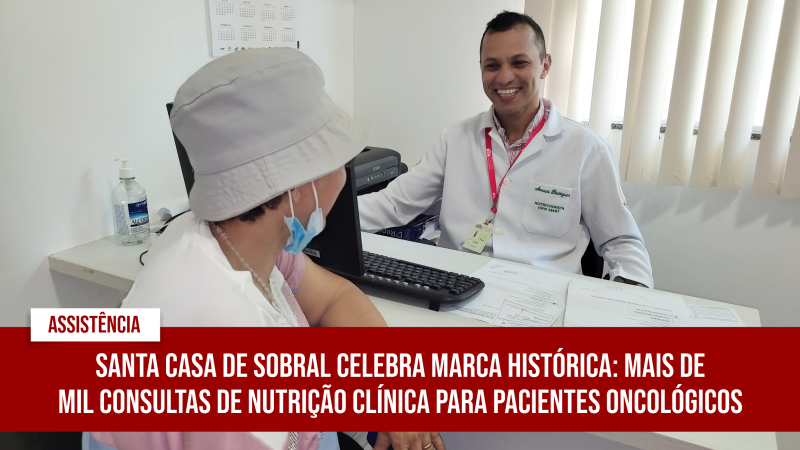 ASSISTÊNCIA
SANTA CASA DE SOBRAL CELEBRA MARCA HISTÓRICA: MAIS DE
MIL CONSULTAS DE NUTRIÇÃO CLÍNICA PARA PACIENTES ONCOLÓGICOS